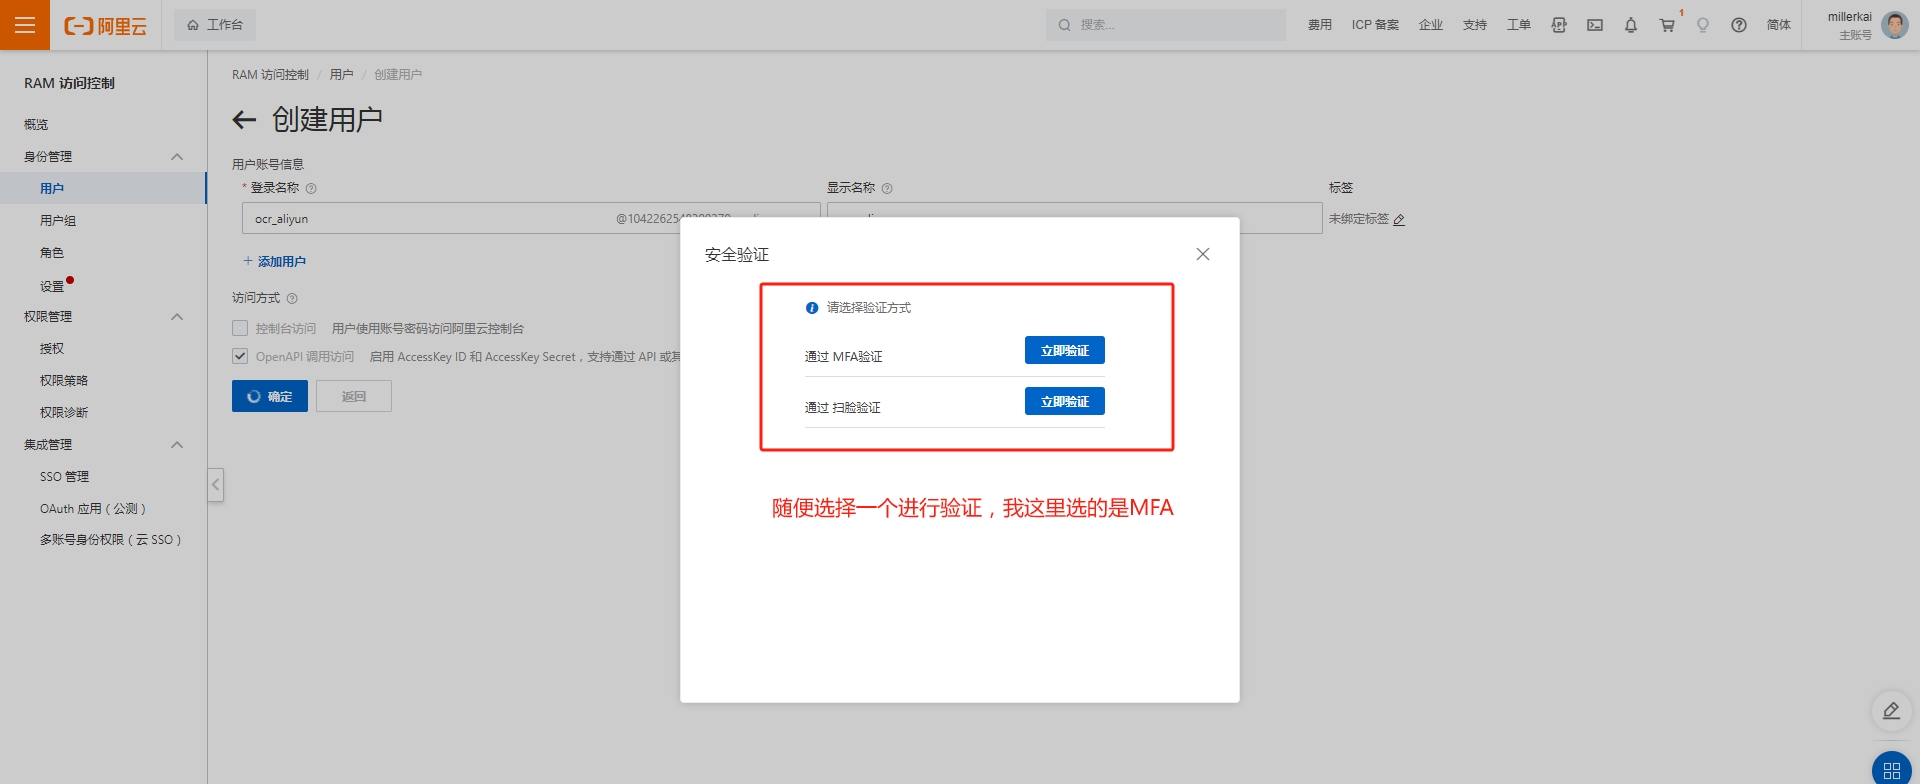 阿里云
工作台
搜索...
费用
ICP 备案
企业
支持
工单
1
简体
millerkai
主账号
RAM 访问控制
概览
身份管理
用户
用户组
角色
设置
权限管理
授权
权限策略
权限诊断
集成管理
SSO 管理
OAuth 应用（公测）
多账号身份权限（云 SSO）
RAM 访问控制 / 用户 / 创建用户
创建用户
用户账号信息
* 登录名称
显示名称
标签
ocr_aliyun
未绑定标签
+ 添加用户
访问方式
控制台访问 用户使用账号密码访问阿里云控制台
OpenAPI 调用访问 启用 AccessKey ID 和 AccessKey Secret，支持通过 API 或
确定
返回
安全验证
请选择验证方式
通过 MFA验证
立即验证
通过 扫脸验证
立即验证
随便选择一个进行验证，我这里选的是MFA